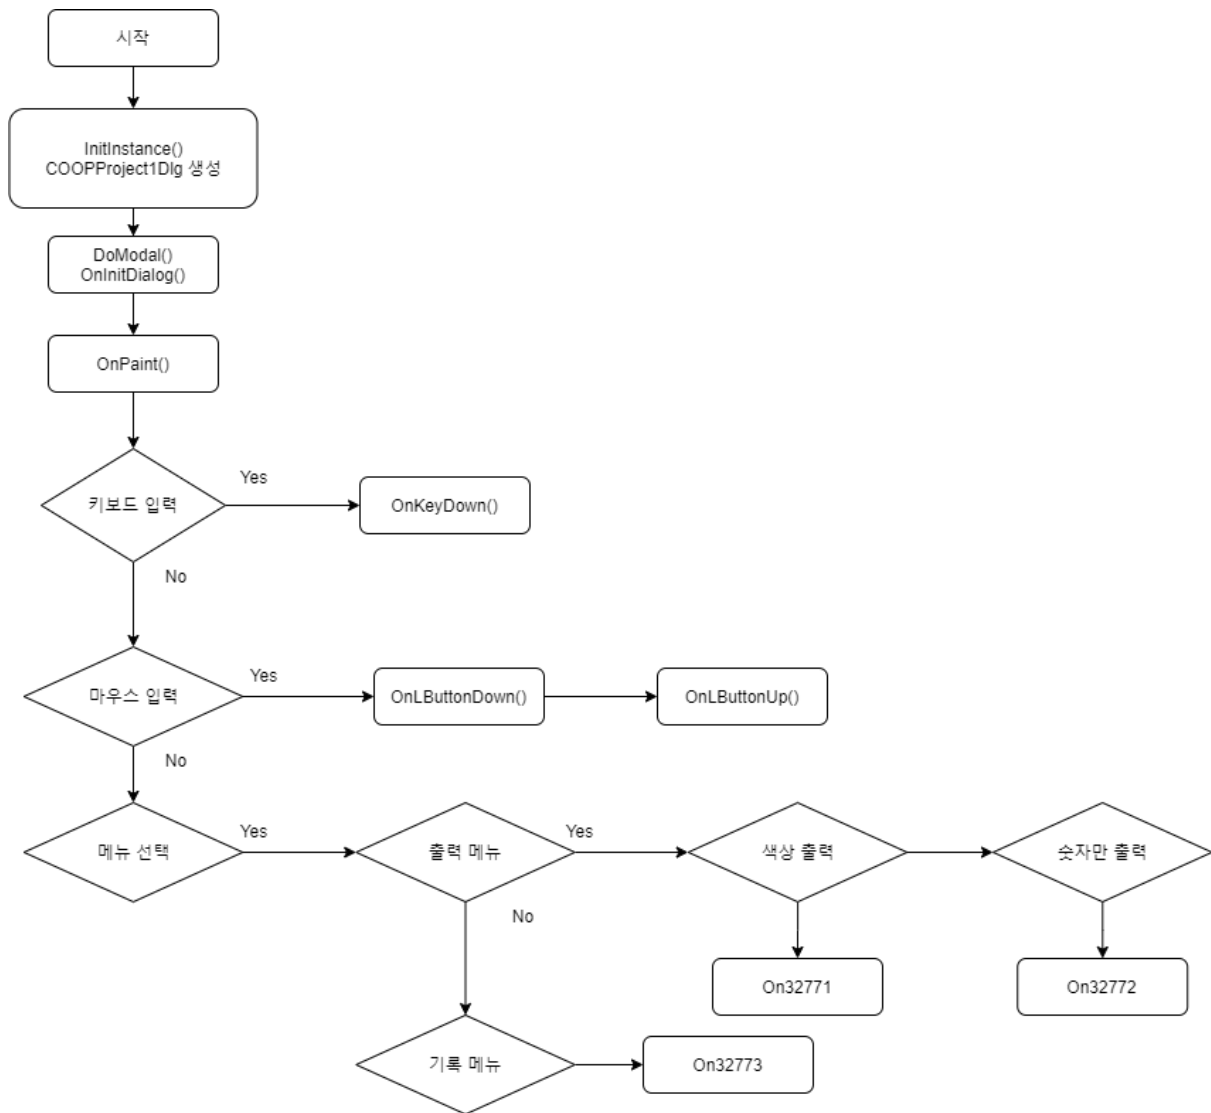 시작
InitInstance()
COOPProject1Dlg 생성
DoModal()
OnInitDialog()
OnPaint()
키보드 입력
Yes
OnKeyDown()
No
마우스 입력
Yes
OnLButtonDown()
OnLButtonUp()
No
메뉴 선택
Yes
출력 메뉴
Yes
색상 출력
숫자만 출력
No
On32771
On32772
기록 메뉴
On32773